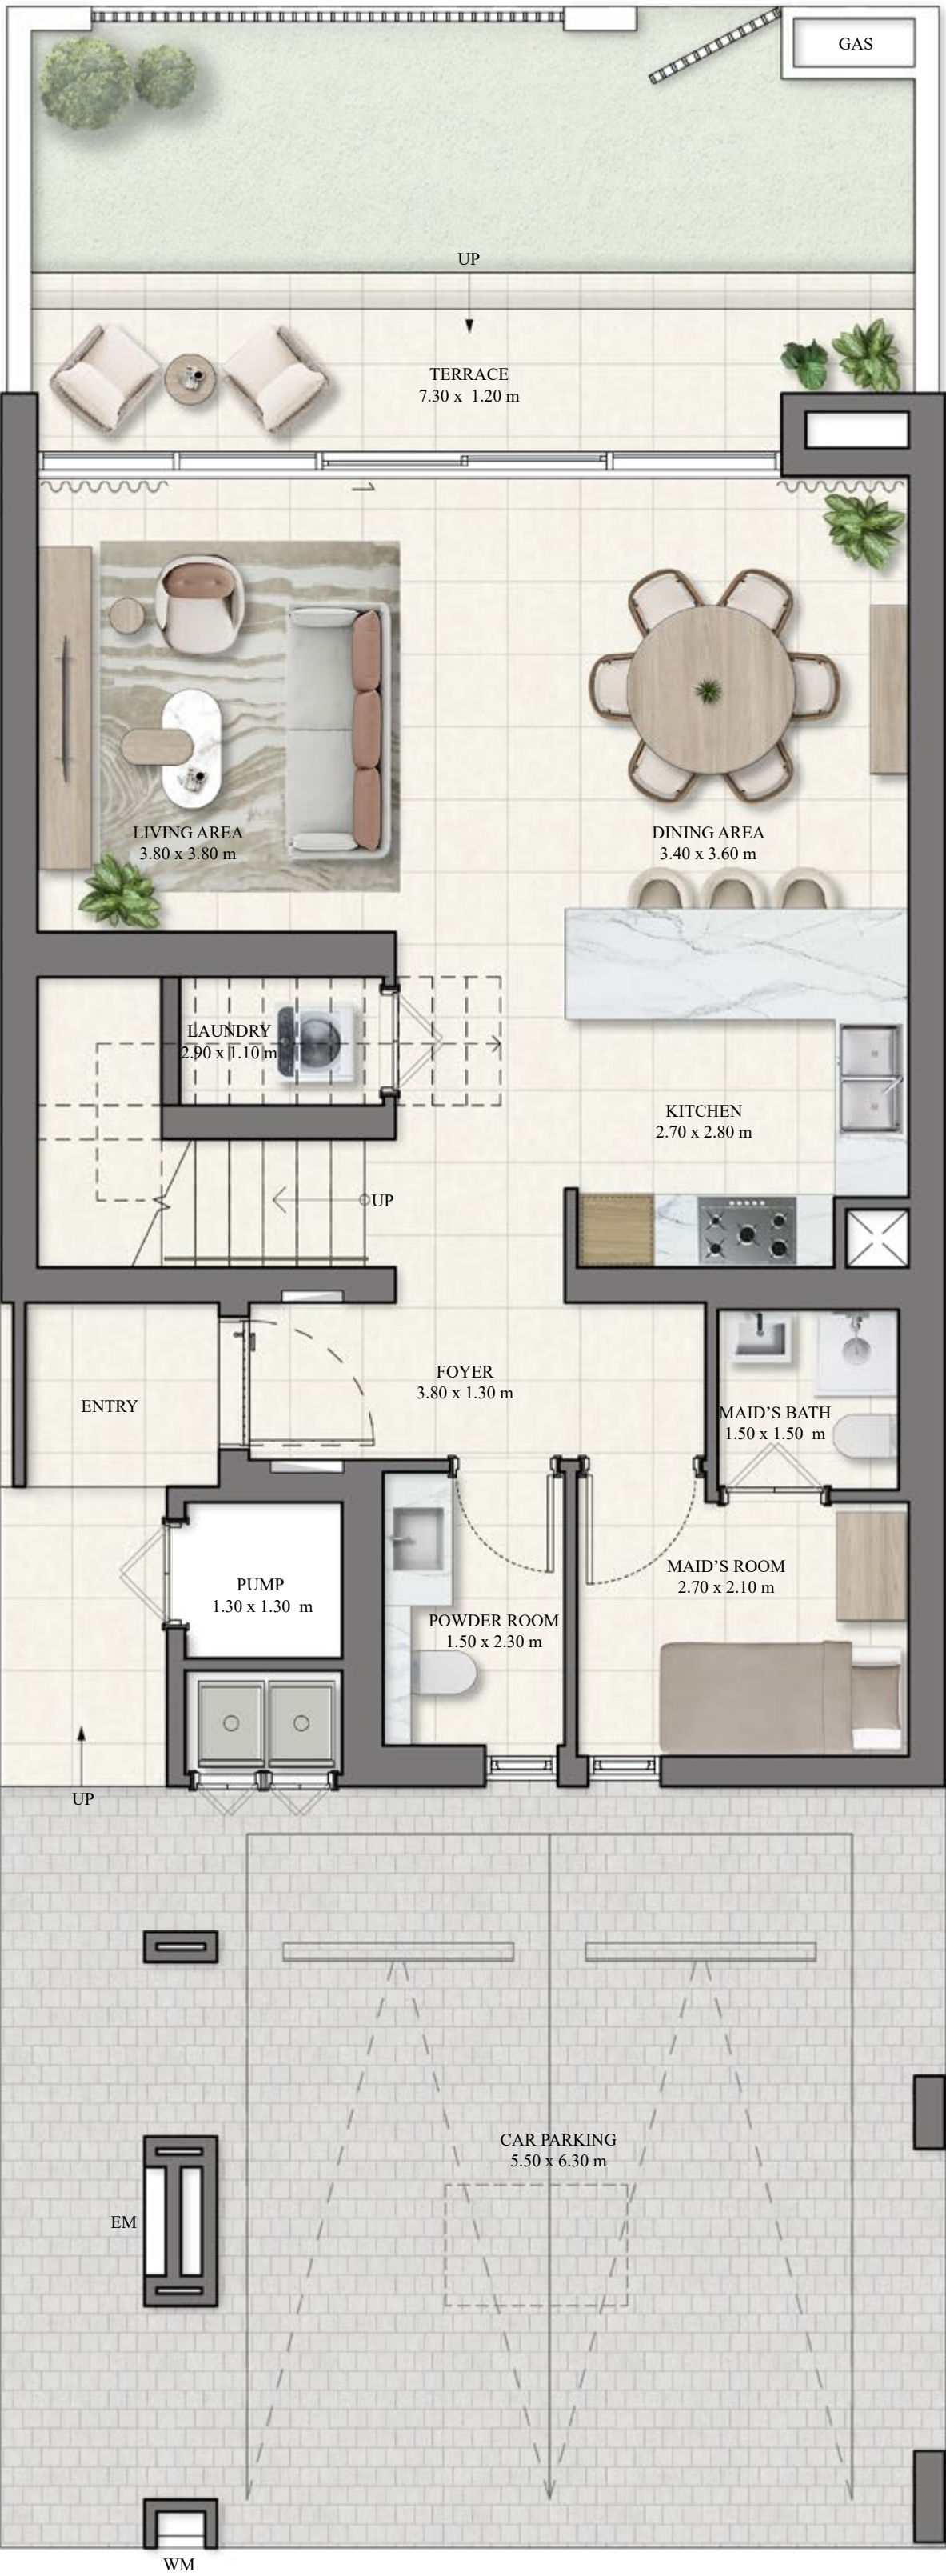 GAS
UP
TERRACE
7.30 x 1.20 m
LIVING AREA
3.80 x 3.80 m
DINING AREA
3.40 x 3.60 m
LAUNDRY
2.90 x 1.10 m
KITCHEN
2.70 x 2.80 m
UP
FOYER
3.80 x 1.30 m
ENTRY
MAID'S BATH
1.50 x 1.50 m
MAID'S ROOM
2.70 x 2.10 m
PUMP
1.30 x 1.30 m
POWDER ROOM
1.50 x 2.30 m
UP
CAR PARKING
5.50 x 6.30 m
EM
WM